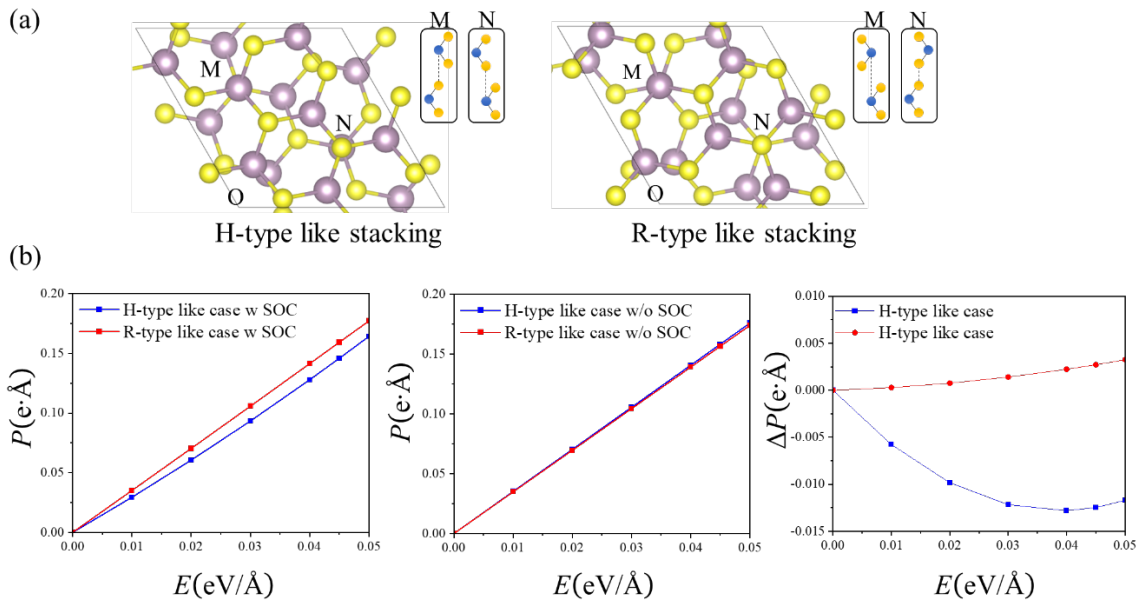 (a)
M
N
O
M N
H-type like stacking
M
N
O
M N
R-type like stacking
(b)
0.20
0.15
0.10
0.05
0.00
P(e·Å)
H-type like case w SOC
R-type like case w SOC
0.00 0.01 0.02 0.03 0.04 0.05
E(eV/Å)
0.20
0.15
0.10
0.05
0.00
P(e·Å)
H-type like case w/o SOC
R-type like case w/o SOC
0.00 0.01 0.02 0.03 0.04 0.05
E(eV/Å)
0.010
0.005
0.000
-0.005
-0.010
-0.015
ΔP(e·Å)
H-type like case
H-type like case
0.00 0.01 0.02 0.03 0.04 0.05
E(eV/Å)